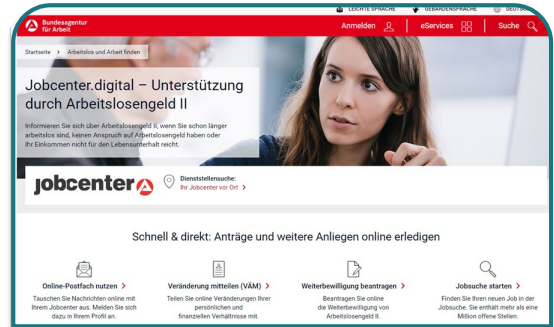 LEICHTE SPRACHE GEBÄRDENSPRACHE DEUTSCH
Bundesagentur
für Arbeit
Anmelden eServices Suche
Startseite > Arbeitslos und Arbeit finden
Jobcenter.digital – Unterstützung
durch Arbeitslosengeld II
Informieren Sie sich über Arbeitslosengeld II, wenn Sie schon länger
arbeitslos sind, keinen Anspruch auf Arbeitslosengeld haben oder
Ihr Einkommen nicht für den Lebensunterhalt reicht.
jobcenter
Dienststellensuche:
Ihr Jobcenter vor Ort >
Schnell & direkt: Anträge und weitere Anliegen online erledigen
Online-Postfach nutzen >
Tauschen Sie Nachrichten online mit
Ihrem Jobcenter aus. Melden Sie sich
dazu in Ihrem Profil an.
Veränderung mitteilen (VÄM) >
Teilen Sie online Veränderungen Ihrer
persönlichen und
finanziellen Verhältnisse mit.
Weiterbewilligung beantragen >
Beantragen Sie online
die Weiterbewilligung von
Arbeitslosengeld II.
Jobsuche starten >
Finden Sie Ihren neuen Job in der
Jobsuche. Sie enthält mehr als eine
Million offene Stellen.